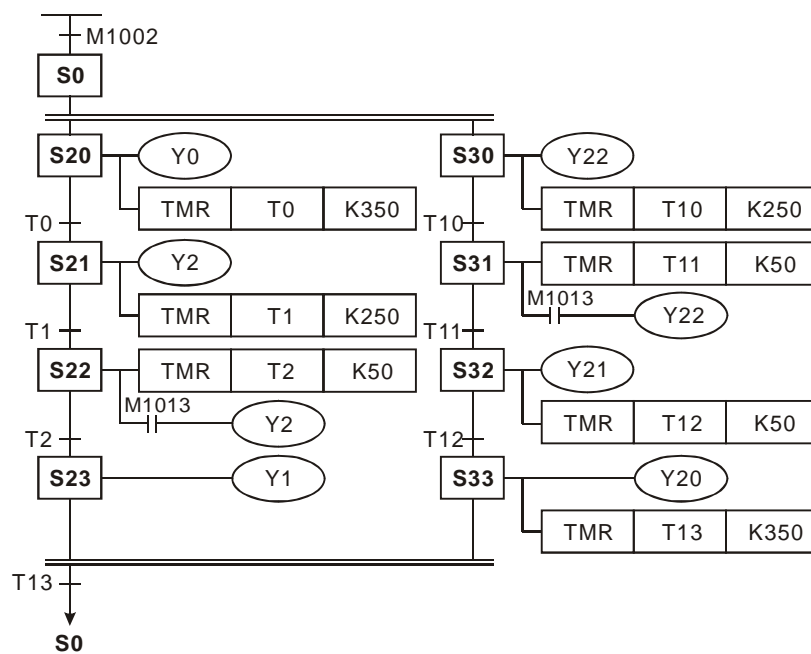 M1002
S0
S20 Y0 S30 Y22
TMR T0 K350 TMR T10 K250
T0 T10
S21 Y2 S31 TMR T11 K50
M1013 Y22
TMR T1 K250
T1 T11
S22 TMR T2 K50 S32 Y21
M1013 Y2 TMR T12 K50
T2 T12
S23 Y1 S33 Y20
TMR T13 K350
T13
S0